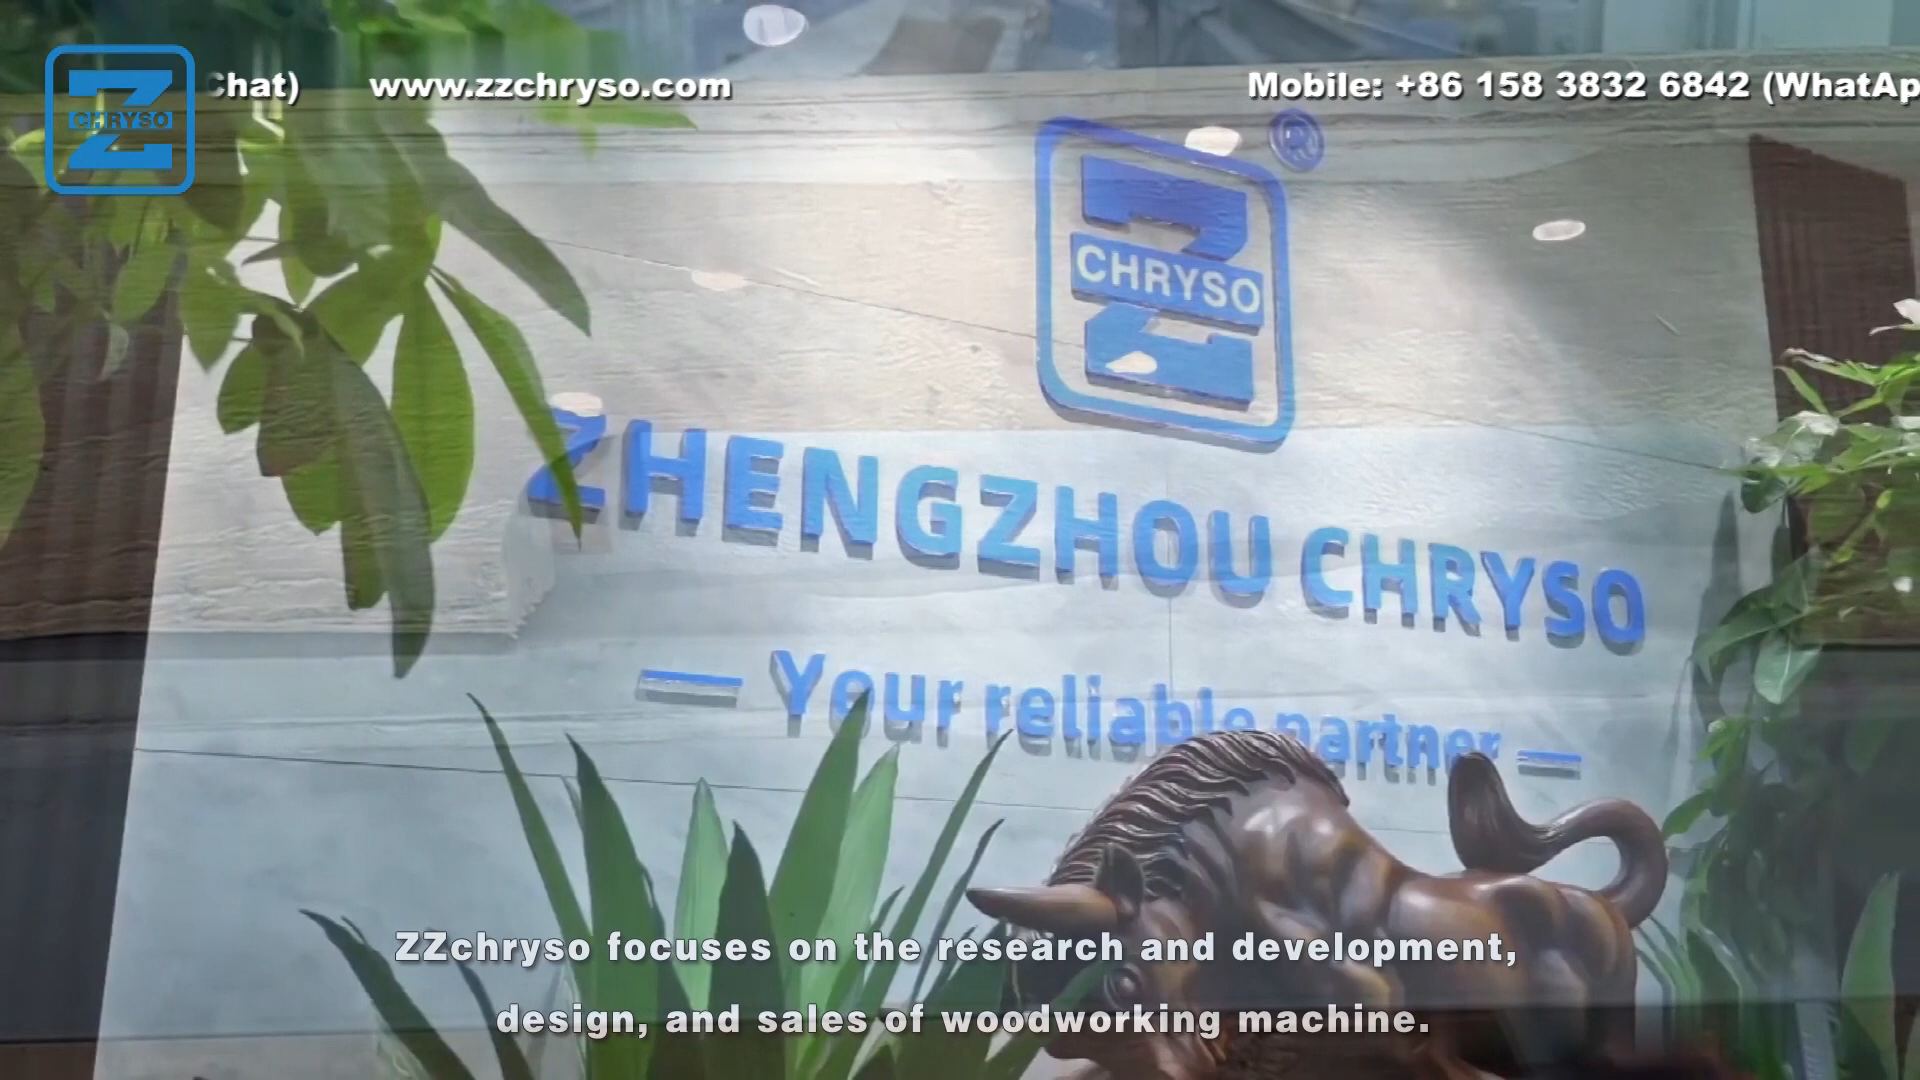 Chat) www.zzchryso.com Mobile: +86 158 3832 6842 (WhatAp
CHRYSO
®
CHRYSO
ZHENGZHOU CHRYSO
— Your reliable partner —
ZZchryso focuses on the research and development,
design, and sales of woodworking machine.